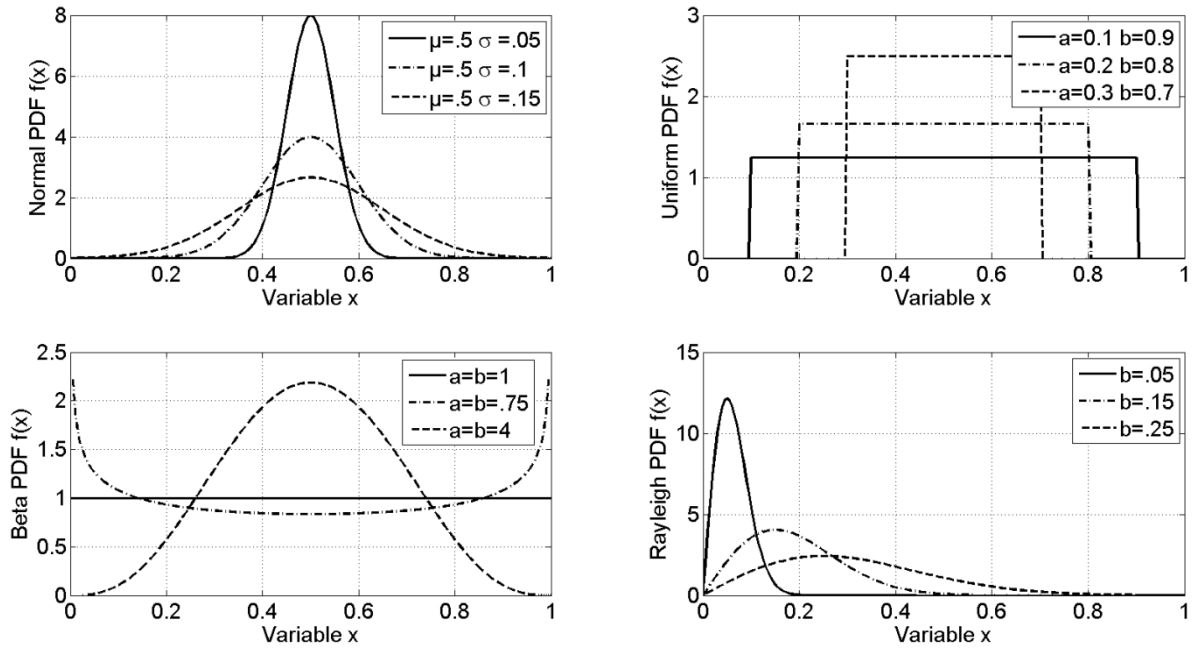 Normal PDF f(x)
8
6
4
2
0
μ=.5 σ=.05
μ=.5 σ=.1
μ=.5 σ=.15
0 0.2 0.4 0.6 0.8 1
Variable x
Uniform PDF f(x)
3
2
1
0
a=0.1 b=0.9
a=0.2 b=0.8
a=0.3 b=0.7
0 0.2 0.4 0.6 0.8 1
Variable x
Beta PDF f(x)
2.5
2
1.5
1
0.5
0
a=b=1
a=b=.75
a=b=4
0 0.2 0.4 0.6 0.8 1
Variable x
Rayleigh PDF f(x)
15
10
5
0
b=.05
b=.15
b=.25
0 0.2 0.4 0.6 0.8 1
Variable x